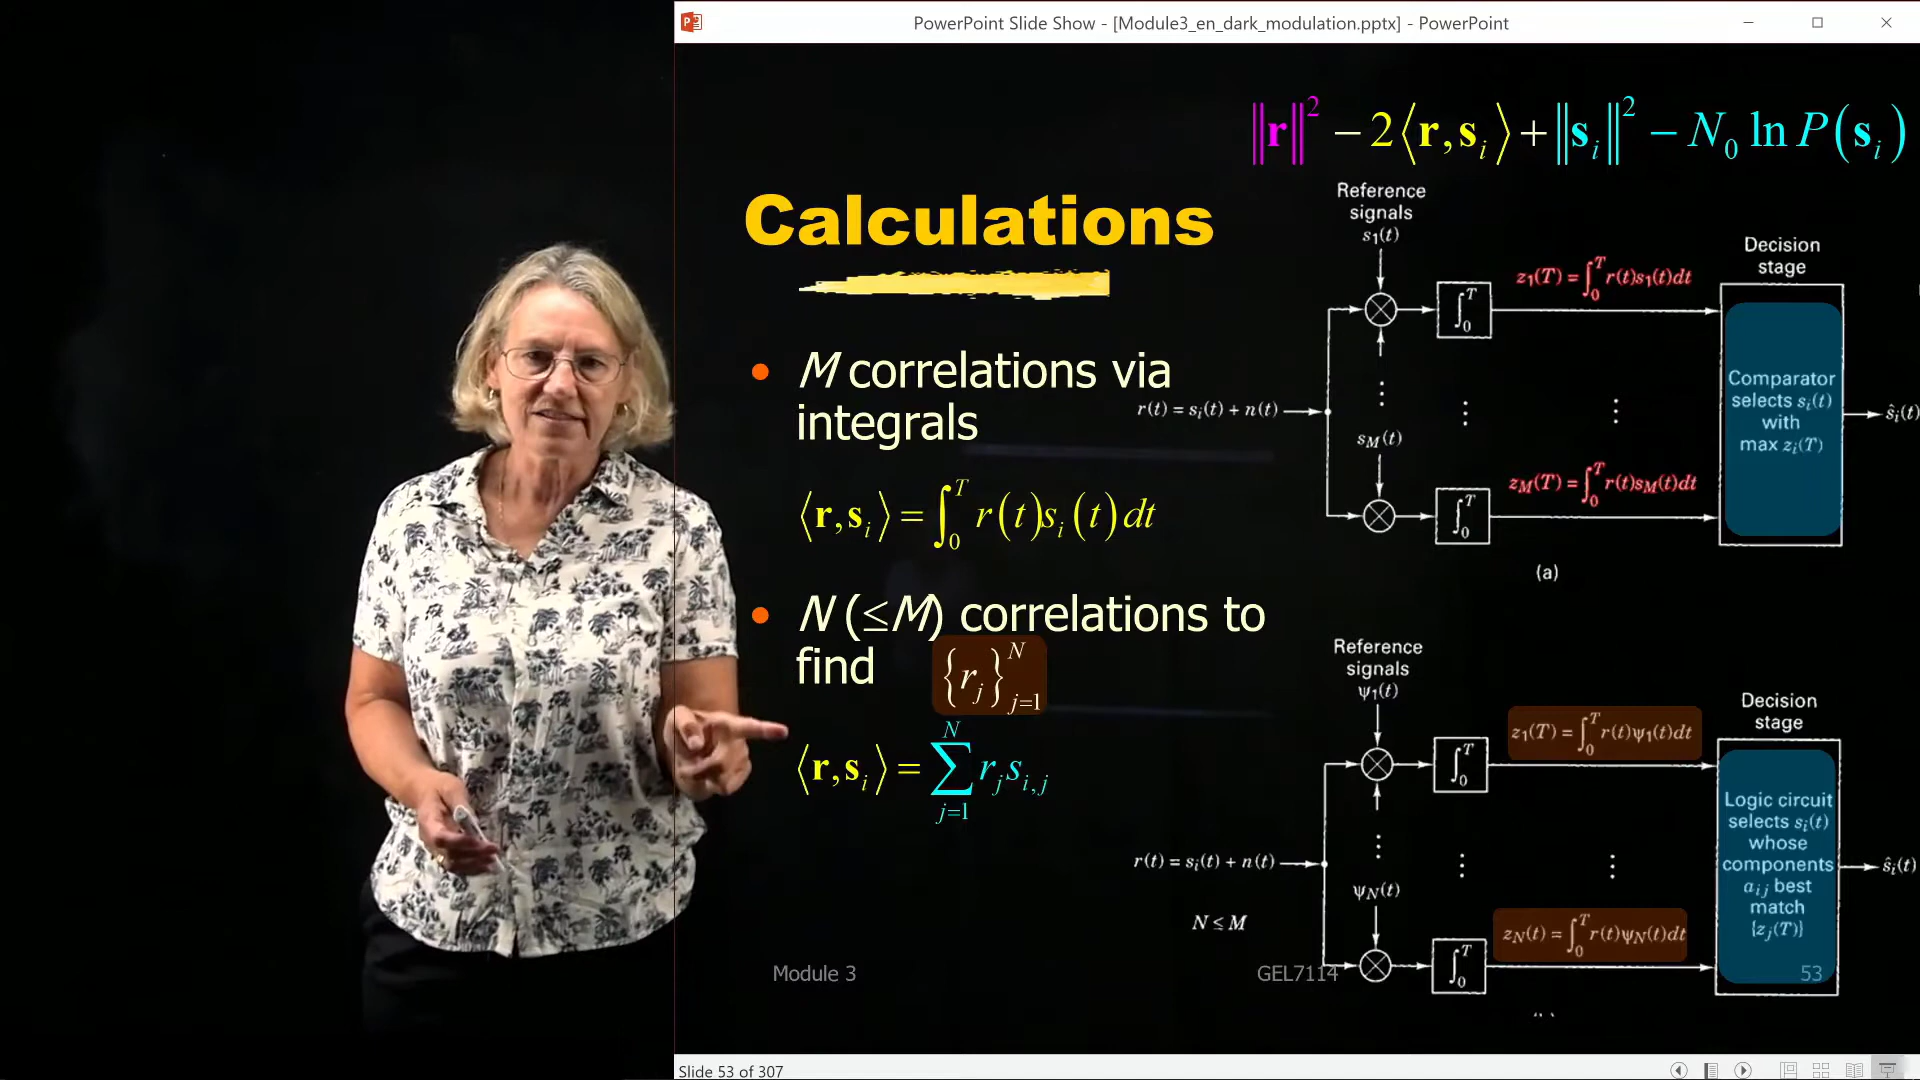 PowerPoint Slide Show - [Module3_en_dark_modulation.pptx] - PowerPoint
‖r‖² − 2⟨r, sᵢ⟩ + ‖sᵢ‖² − N₀ ln P(sᵢ)
Calculations
• M correlations via
integrals
⟨r, sᵢ⟩ = ∫₀ᵀ r(t)sᵢ(t)dt
• N (≤M) correlations to
find {rⱼ}ⱼ₌₁ᴺ
⟨r, sᵢ⟩ = ∑ⱼ₌₁ᴺ rⱼsᵢ,ⱼ
Reference
signals
s₁(t)
z₁(T) = ∫₀ᵀ r(t)s₁(t)dt
Decision
stage
∫₀ᵀ
r(t) = sᵢ(t) + n(t)
sM(t)
zM(T) = ∫₀ᵀ r(t)sM(t)dt
∫₀ᵀ
Comparator
selects sᵢ(t)
with
max zᵢ(T)
ŝᵢ(t)
(a)
Reference
signals
ψ₁(t)
z₁(T) = ∫₀ᵀ r(t)ψ₁(t)dt
Decision
stage
∫₀ᵀ
r(t) = sᵢ(t) + n(t)
ψN(t)
N ≤ M
zN(t) = ∫₀ᵀ r(t)ψN(t)dt
∫₀ᵀ
Logic circuit
selects sᵢ(t)
whose
components
aᵢⱼ best
match
{zⱼ(T)}
ŝᵢ(t)
Module 3
GEL7114
53
Slide 53 of 307